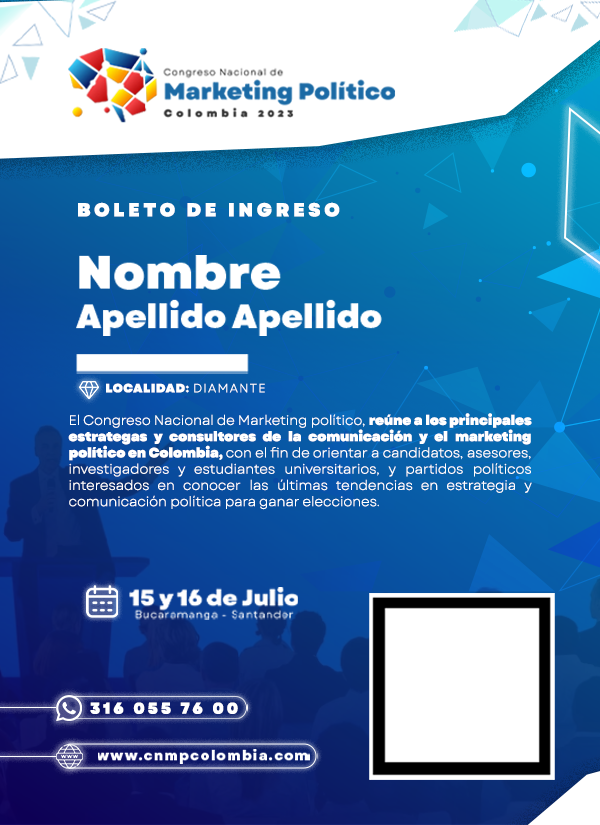 Congreso Nacional de
Marketing Político
Colombia 2023
BOLETO DE INGRESO
Nombre
Apellido Apellido
LOCALIDAD: DIAMANTE
El Congreso Nacional de Marketing político, reúne a los principales
estrategas y consultores de la comunicación y el marketing
político en Colombia, con el fin de orientar a candidatos, asesores,
investigadores y estudiantes universitarios, y partidos políticos
interesados en conocer las últimas tendencias en estrategia y
comunicación política para ganar elecciones.
15 y 16 de Julio
Bucaramanga - Santander
316 055 76 00
www
www.cnmpcolombia.com